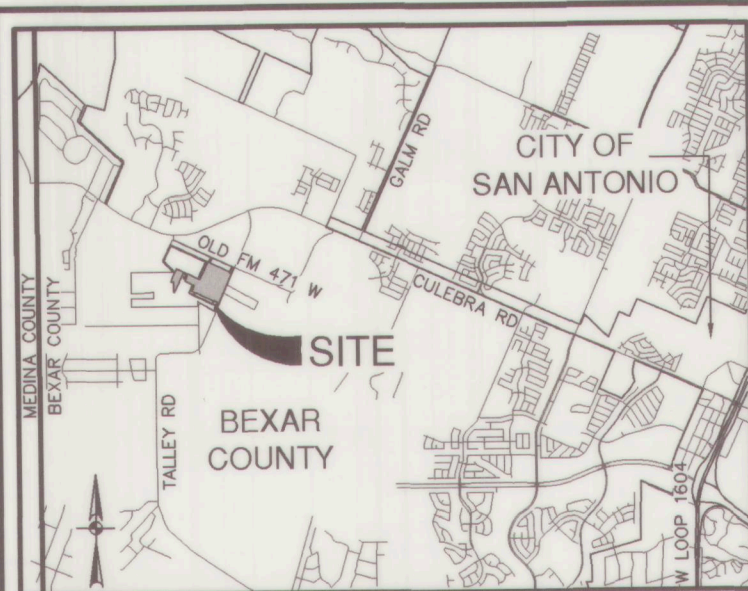 GALM RD
CITY OF
SAN ANTONIO
OLD FM 471 W
CULEBRA RD
SITE
MEDINA COUNTY
BEXAR COUNTY
TALLEY RD
BEXAR
COUNTY
W LOOP 1604